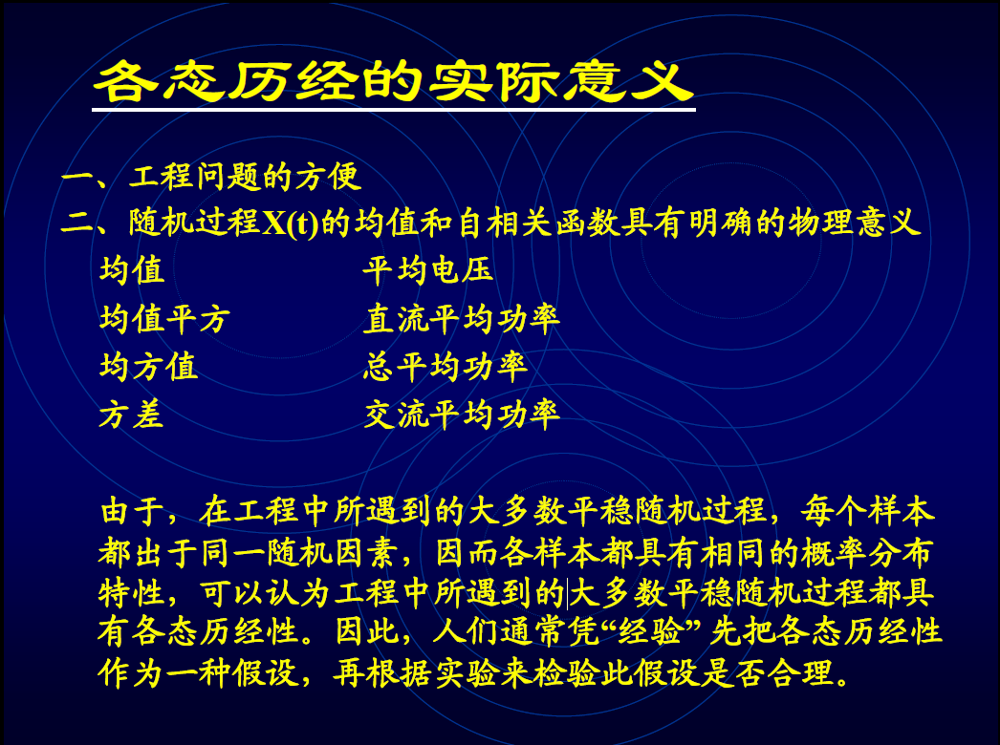 各态历经的实际意义
一、工程问题的方便
二、随机过程X(t)的均值和自相关函数具有明确的物理意义
均值 平均电压
均值平方 直流平均功率
均方值 总平均功率
方差 交流平均功率
由于，在工程中所遇到的大多数平稳随机过程，每个样本
都出于同一随机因素，因而各样本都具有相同的概率分布
特性，可以认为工程中所遇到的大多数平稳随机过程都具
有各态历经性。因此，人们通常凭“经验” 先把各态历经性
作为一种假设，再根据实验来检验此假设是否合理。